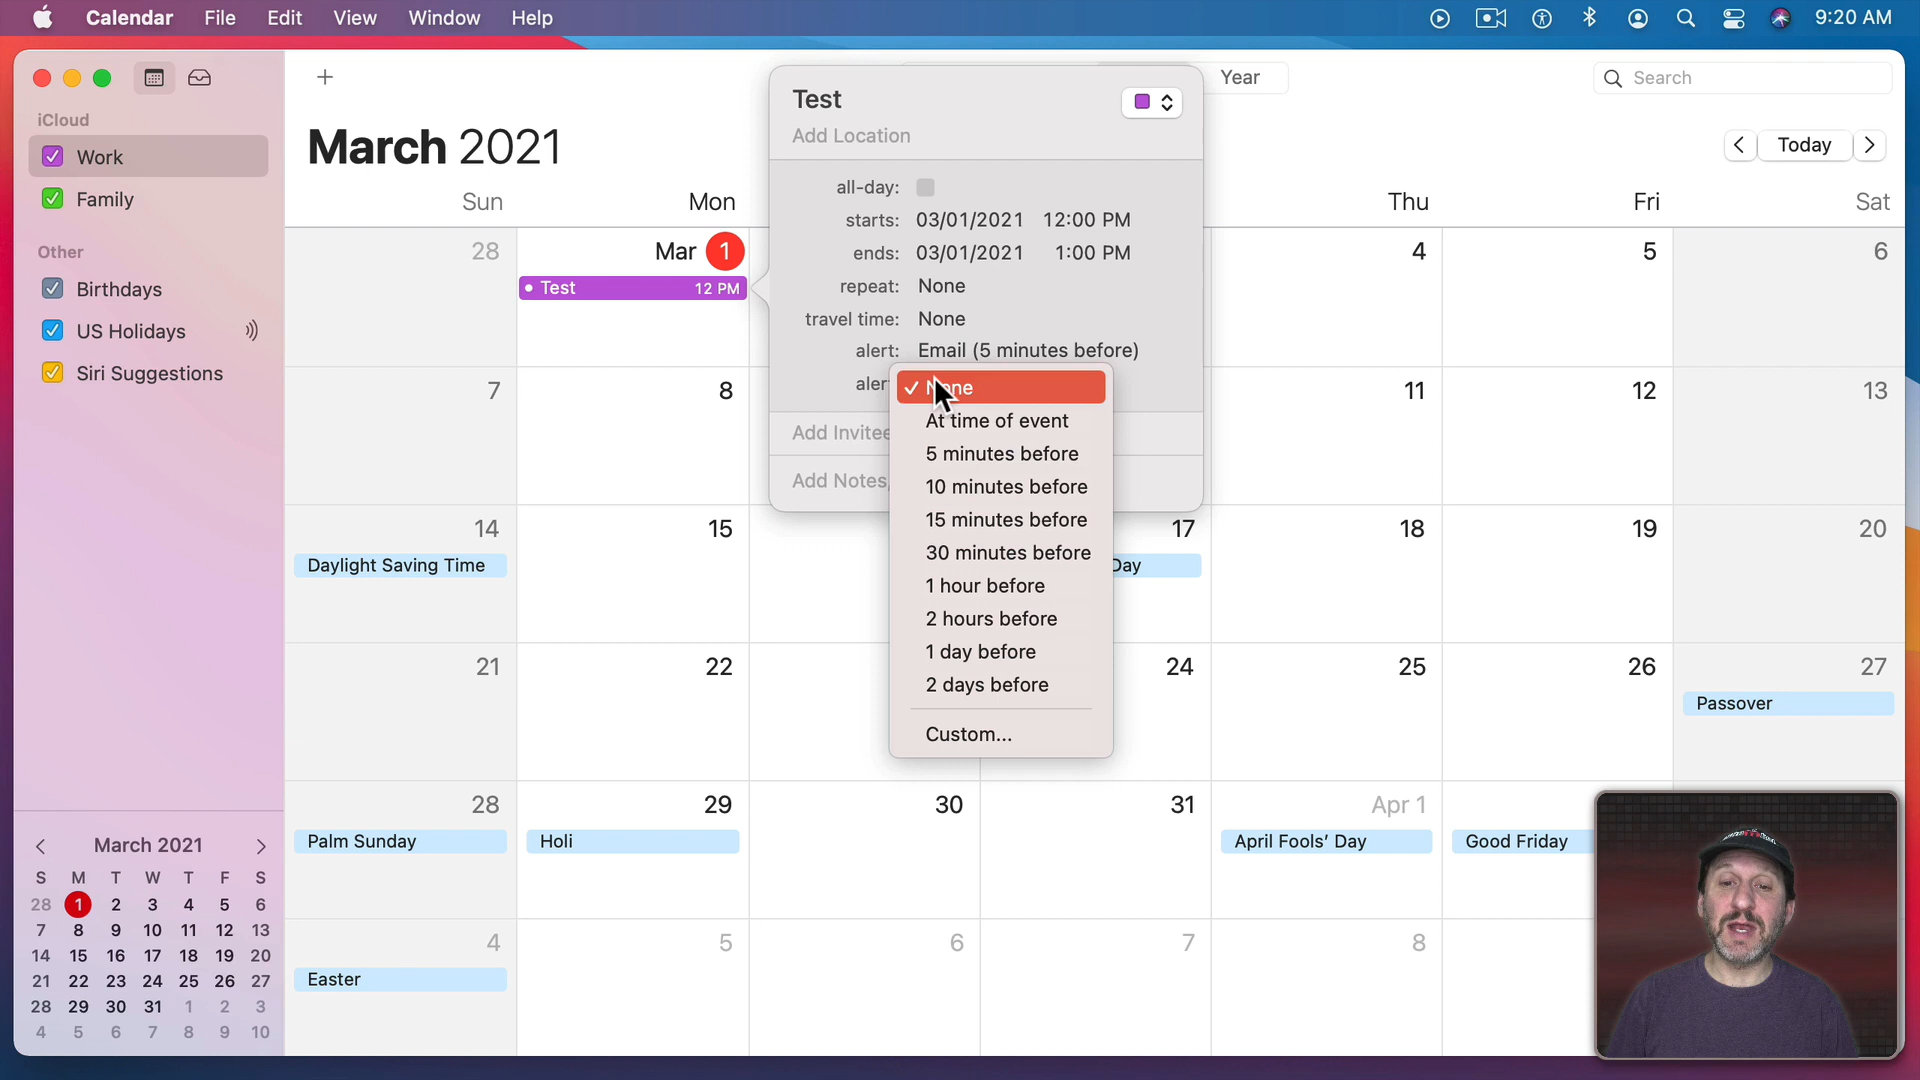 Calendar File Edit View Window Help 9:20 AM
+ Year Search
iCloud
Work
Family
Other
Birthdays
US Holidays
Siri Suggestions
March 2021
Today
Sun Mon Thu Fri Sat
28 Mar 1 4 5 6
Test 12 PM
7 8 11 12 13
14 15 17 18 19 20
Daylight Saving Time Day
21 22 24 25 26 27
Passover
28 29 30 31 Apr 1
Palm Sunday Holi April Fools’ Day Good Friday
4 5 6 7 8
Easter
Test
Add Location
all-day:
starts: 03/01/2021 12:00 PM
ends: 03/01/2021 1:00 PM
repeat: None
travel time: None
alert: Email (5 minutes before)
aler
Add Invitee
Add Notes,
At time of event
5 minutes before
10 minutes before
15 minutes before
30 minutes before
1 hour before
2 hours before
1 day before
2 days before
Custom...
March 2021
S M T W T F S
28 1 2 3 4 5 6
7 8 9 10 11 12 13
14 15 16 17 18 19 20
21 22 23 24 25 26 27
28 29 30 31 1 2 3
4 5 6 7 8 9 10